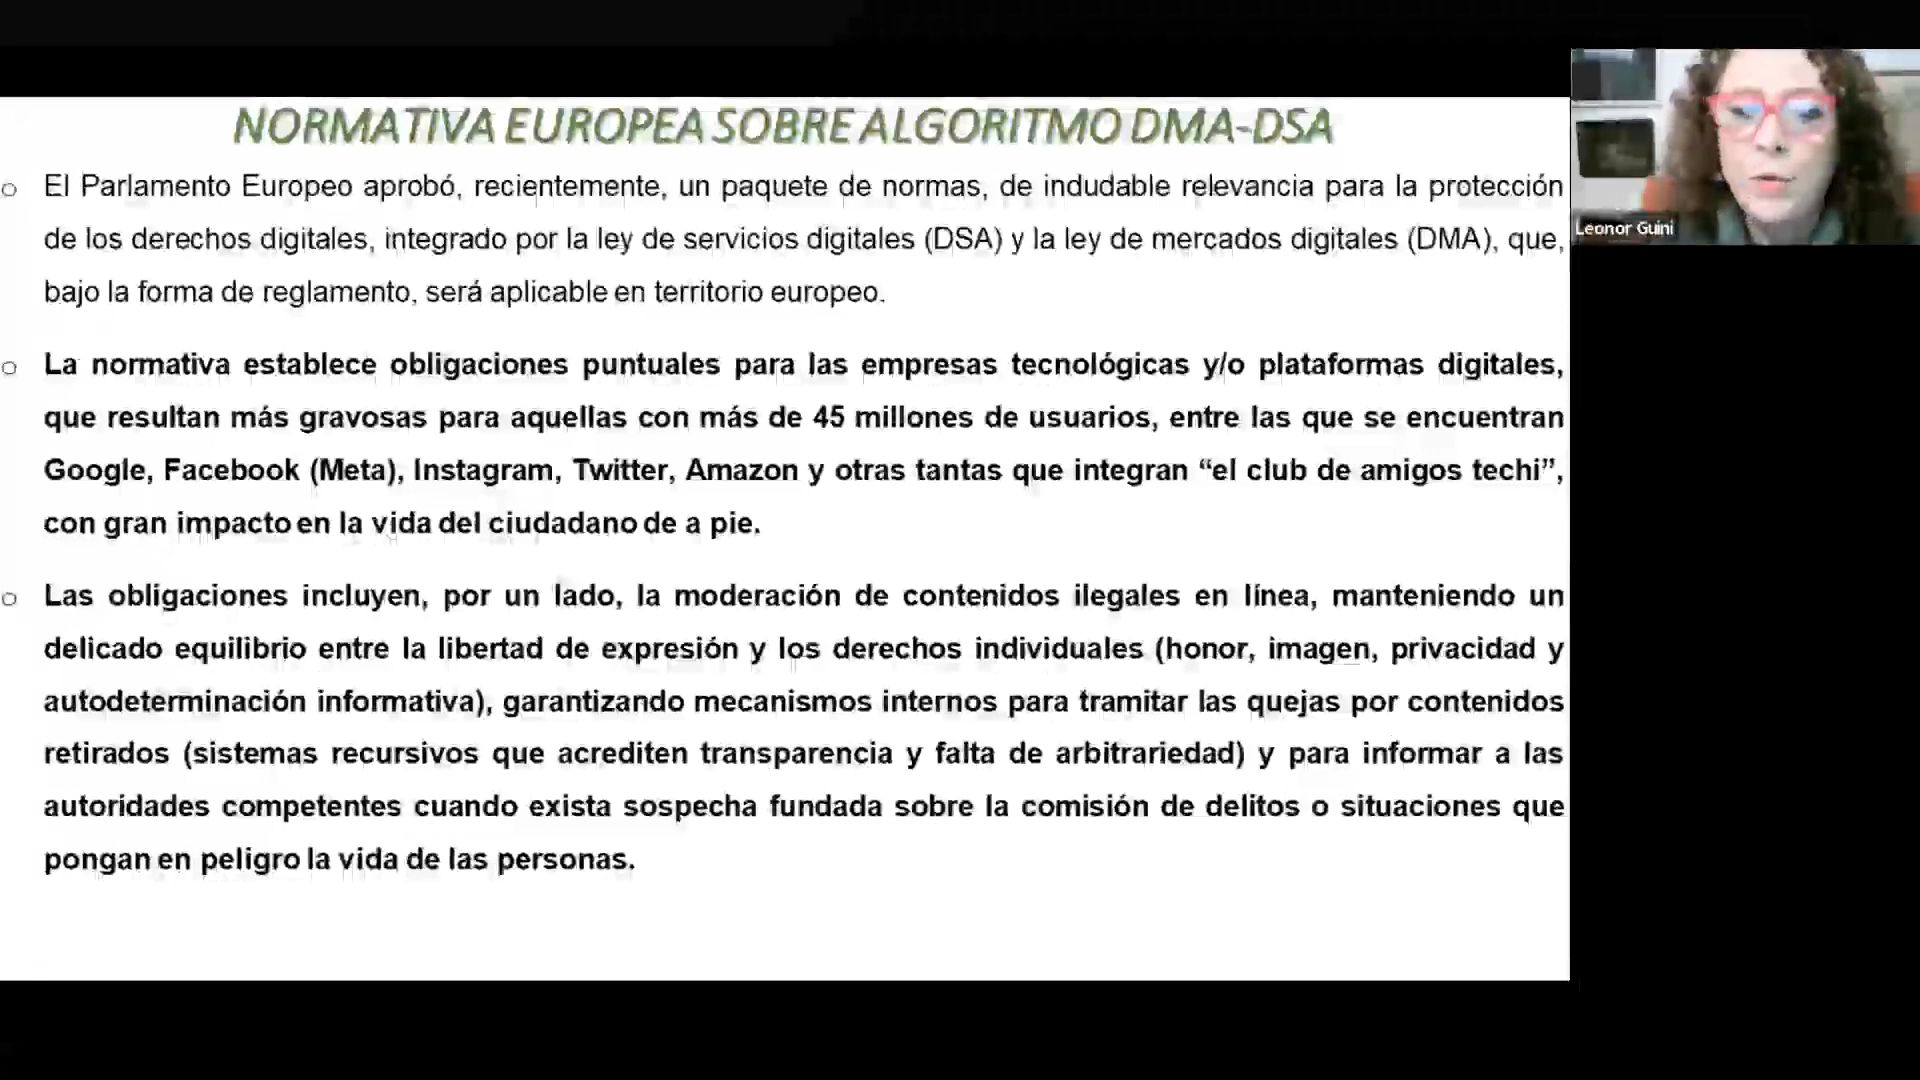 NORMATIVA EUROPEA SOBRE ALGORITMO DMA-DSA
o El Parlamento Europeo aprobó, recientemente, un paquete de normas, de indudable relevancia para la protección
de los derechos digitales, integrado por la ley de servicios digitales (DSA) y la ley de mercados digitales (DMA), que,
bajo la forma de reglamento, será aplicable en territorio europeo.
o La normativa establece obligaciones puntuales para las empresas tecnológicas y/o plataformas digitales,
que resultan más gravosas para aquellas con más de 45 millones de usuarios, entre las que se encuentran
Google, Facebook (Meta), Instagram, Twitter, Amazon y otras tantas que integran “el club de amigos techi”,
con gran impacto en la vida del ciudadano de a pie.
o Las obligaciones incluyen, por un lado, la moderación de contenidos ilegales en línea, manteniendo un
delicado equilibrio entre la libertad de expresión y los derechos individuales (honor, imagen, privacidad y
autodeterminación informativa), garantizando mecanismos internos para tramitar las quejas por contenidos
retirados (sistemas recursivos que acrediten transparencia y falta de arbitrariedad) y para informar a las
autoridades competentes cuando exista sospecha fundada sobre la comisión de delitos o situaciones que
pongan en peligro la vida de las personas.
Leonor Guini